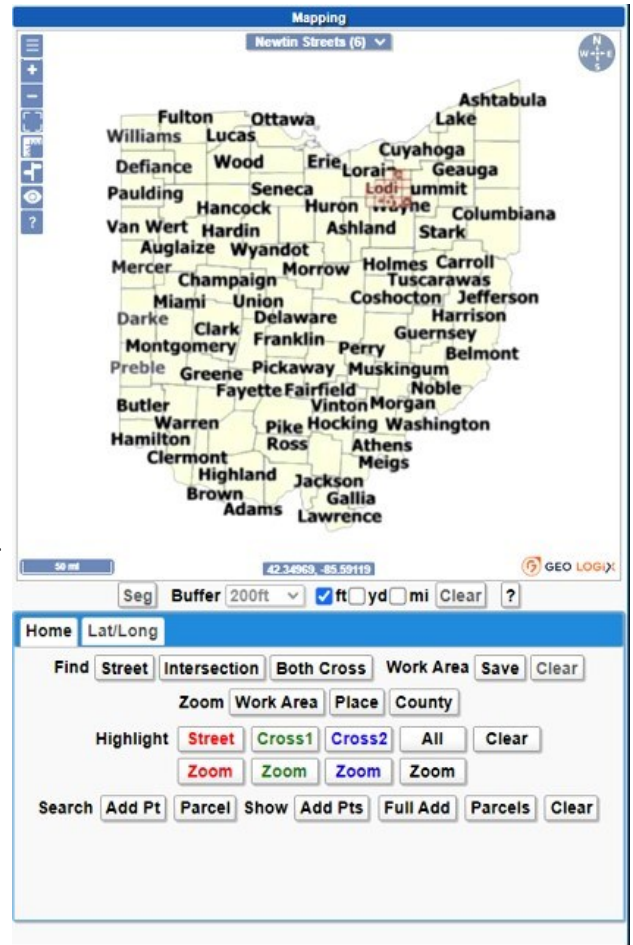 Mapping
Newtin Streets (6)
N
W E
S
+
−
?
Ashtabula
Fulton Ottawa Lake
Williams Lucas
Cuyahoga
Defiance Wood Erie Lorai Geauga
Paulding Seneca Lodi ummit
Hancock Huron Wayne Columbiana
Van Wert Hardin Ashland Stark
Auglaize Wyandot
Mercer Morrow Holmes Carroll
Champaign Tuscarawas
Miami Union Coshocton Jefferson
Darke Delaware Harrison
Clark Guernsey
Montgomery Franklin Perry Belmont
Preble Greene Pickaway Muskingum
Fayette Fairfield Noble
Butler Vinton Morgan
Warren Pike Hocking Washington
Hamilton Ross Athens
Clermont Meigs
Highland Jackson
Brown Gallia
Adams Lawrence
50 mi
42.34969, -85.59119
GEO LOGIX
Seg Buffer 200ft ft yd mi Clear ?
Home Lat/Long
Find Street Intersection Both Cross Work Area Save Clear
Zoom Work Area Place County
Highlight Street Cross1 Cross2 All Clear
Zoom Zoom Zoom Zoom
Search Add Pt Parcel Show Add Pts Full Add Parcels Clear